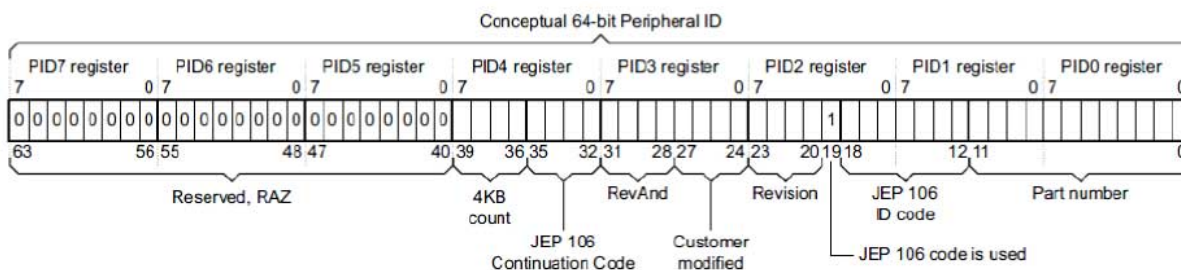 Conceptual 64-bit Peripheral ID
PID7 register PID6 register PID5 register PID4 register PID3 register PID2 register PID1 register PID0 register
7 0 7 0 7 0 7 0 7 0 7 0 7 0 7 0
0 0 0 0 0 0 0 0 0 0 0 0 0 0 0 0 0 0 0 0 0 0 0 0 1
63 56 55 48 47 40 39 36 35 32 31 28 27 24 23 20 19 18 12 11 0
Reserved, RAZ 4KB count RevAnd Revision JEP 106 ID code Part number
JEP 106 Continuation Code Customer modified JEP 106 code is used